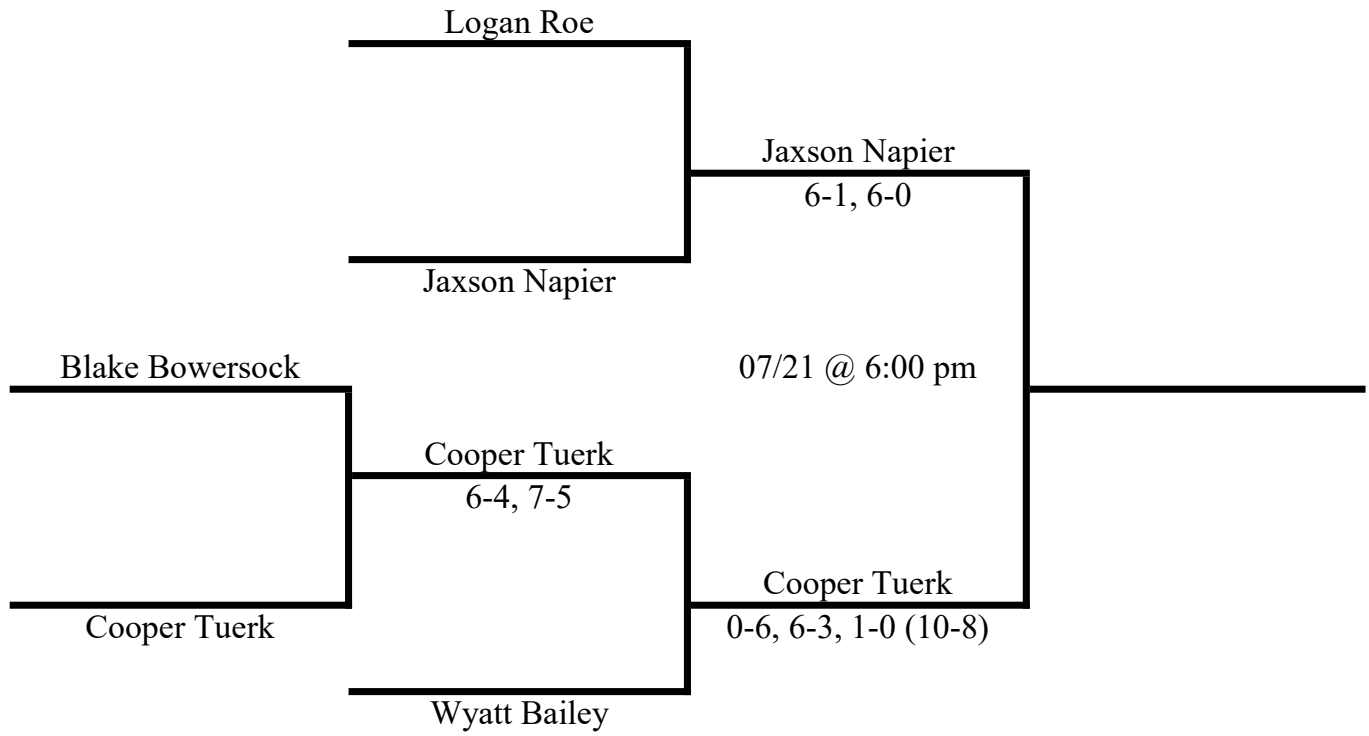 Logan Roe
Jaxson Napier
6-1, 6-0
Jaxson Napier
Blake Bowersock
07/21 @ 6:00 pm
Cooper Tuerk
6-4, 7-5
Cooper Tuerk
Cooper Tuerk
0-6, 6-3, 1-0 (10-8)
Wyatt Bailey